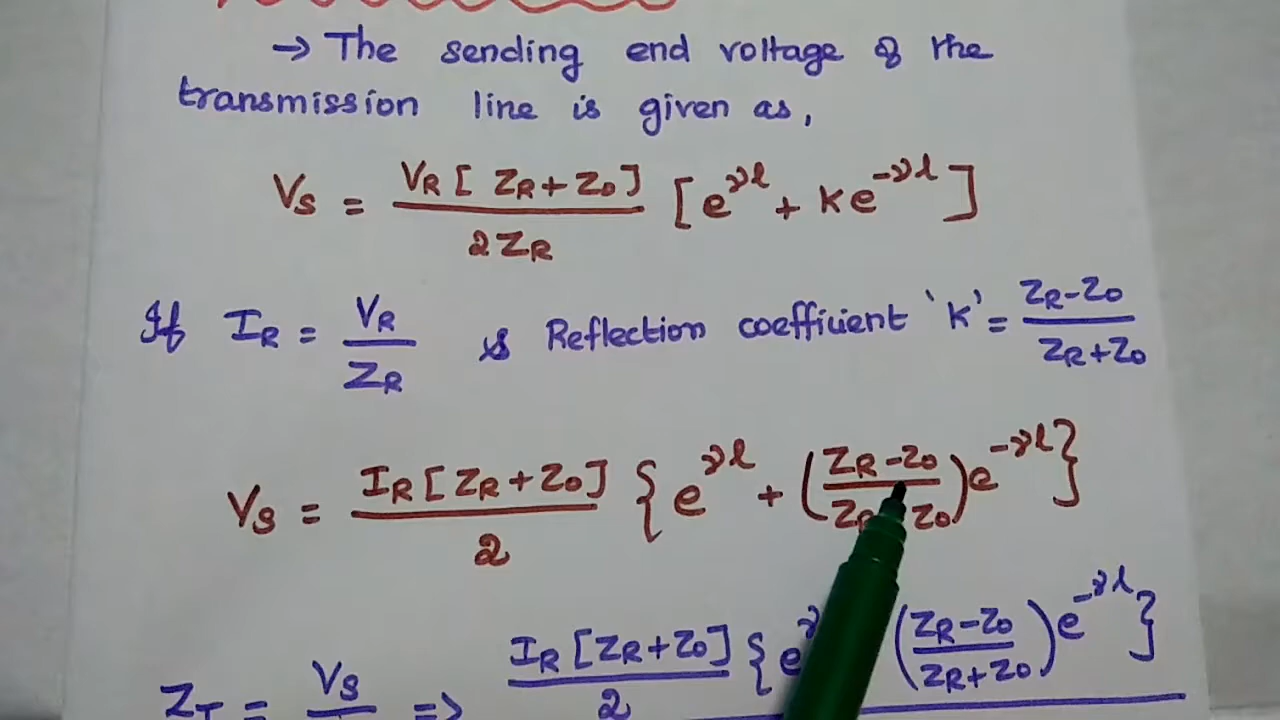 → The sending end voltage of the
transmission line is given as,
VS = VR [ ZR + Z0 ] / 2 ZR [ e^γl + K e^-γl ]
If IR = VR / ZR & Reflection coefficient 'K' = ZR - Z0 / ZR + Z0
VS = IR [ ZR + Z0 ] / 2 { e^γl + ( ZR - Z0 / ZR + Z0 ) e^-γl }
ZT = VS / => IR [ ZR + Z0 ] / 2 { e ( ZR - Z0 / ZR + Z0 ) e^-γl }